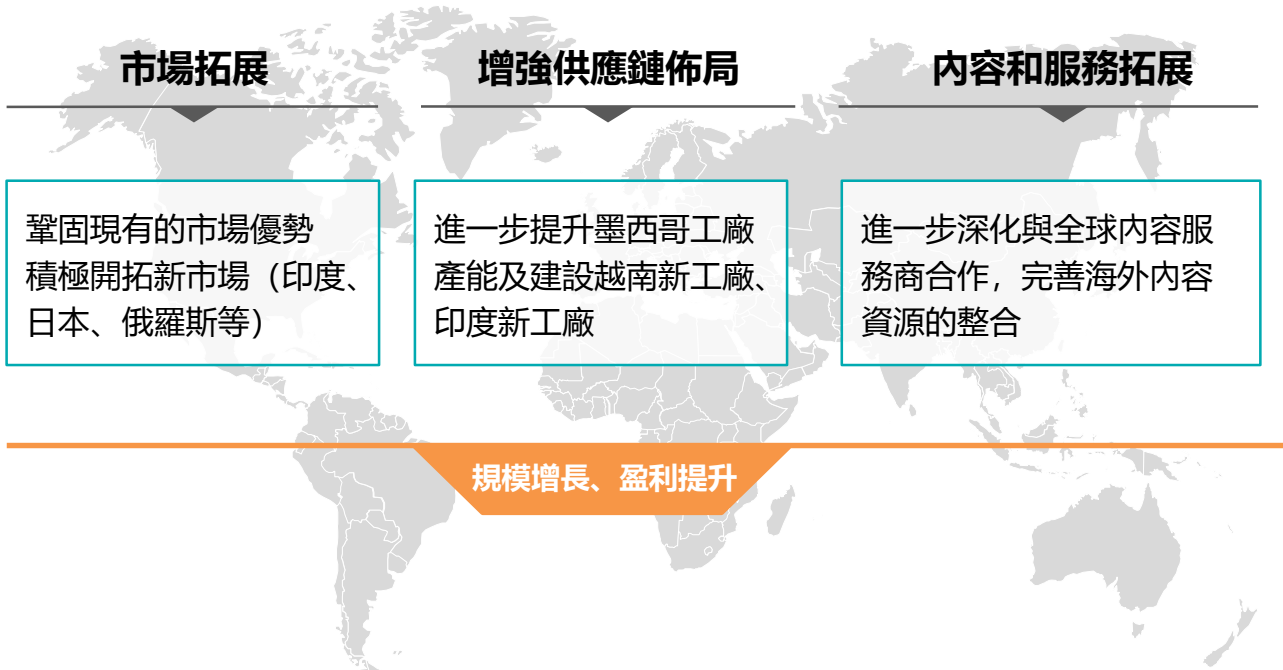 市場拓展
增強供應鏈佈局
內容和服務拓展
鞏固現有的市場優勢
積極開拓新市場（印度、
日本、俄羅斯等）
進一步提升墨西哥工廠
產能及建設越南新工廠、
印度新工廠
進一步深化與全球內容服
務商合作，完善海外內容
資源的整合
規模增長、盈利提升